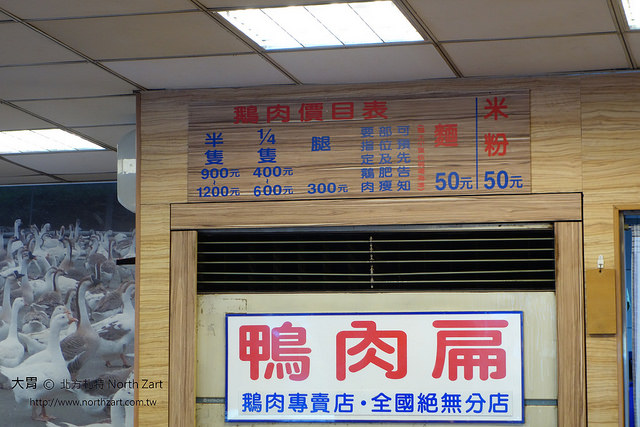 鵝肉價目表
半隻
900元
1200元
1/4隻
400元
600元
腿
300元
可預先告知
部位及肥瘦
要指定鵝肉
麵
50元
米粉
50元
鴨肉扁
鵝肉專賣店・全國絕無分店
大胃 © 北方札特 North Zart
http://www.northzart.com.tw